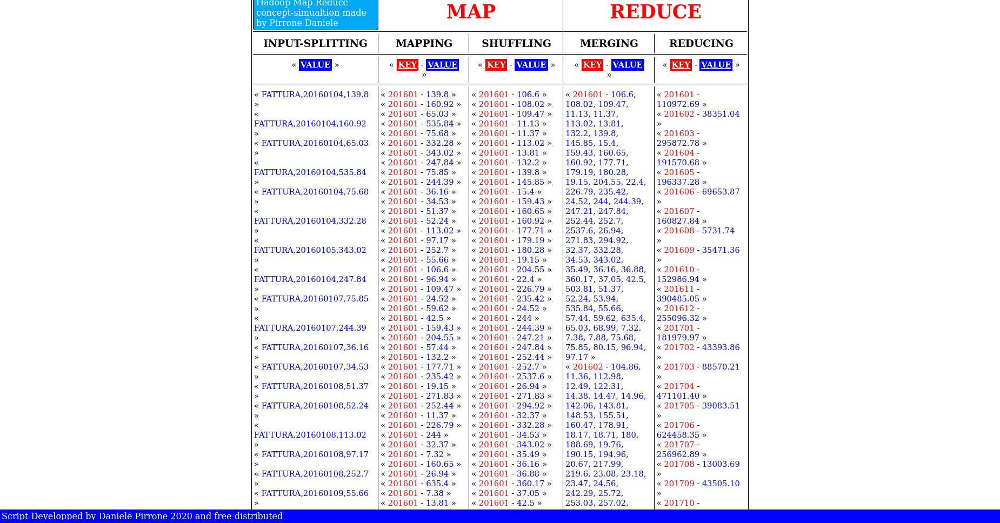 Hadoop Map Reduce
concept-simualtion made
by Pirrone Daniele
MAP
REDUCE
INPUT-SPLITTING
MAPPING
SHUFFLING
MERGING
REDUCING
« VALUE »
« KEY - VALUE
»
« KEY - VALUE »
« KEY - VALUE
»
« KEY - VALUE »
« FATTURA,20160104,139.8
»
«
FATTURA,20160104,160.92
»
« FATTURA,20160104,65.03
»
«
FATTURA,20160104,535.84
»
« FATTURA,20160104,75.68
»
«
FATTURA,20160104,332.28
»
«
FATTURA,20160105,343.02
»
«
FATTURA,20160104,247.84
»
« FATTURA,20160107,75.85
»
«
FATTURA,20160107,244.39
»
« FATTURA,20160107,36.16
»
« FATTURA,20160107,34.53
»
« FATTURA,20160108,51.37
»
« FATTURA,20160108,52.24
»
«
FATTURA,20160108,113.02
»
« FATTURA,20160108,97.17
»
« FATTURA,20160108,252.7
»
« FATTURA,20160109,55.66
»
« 201601 - 139.8 »
« 201601 - 160.92 »
« 201601 - 65.03 »
« 201601 - 535.84 »
« 201601 - 75.68 »
« 201601 - 332.28 »
« 201601 - 343.02 »
« 201601 - 247.84 »
« 201601 - 75.85 »
« 201601 - 244.39 »
« 201601 - 36.16 »
« 201601 - 34.53 »
« 201601 - 51.37 »
« 201601 - 52.24 »
« 201601 - 113.02 »
« 201601 - 97.17 »
« 201601 - 252.7 »
« 201601 - 55.66 »
« 201601 - 106.6 »
« 201601 - 96.94 »
« 201601 - 109.47 »
« 201601 - 24.52 »
« 201601 - 59.62 »
« 201601 - 42.5 »
« 201601 - 159.43 »
« 201601 - 204.55 »
« 201601 - 57.44 »
« 201601 - 132.2 »
« 201601 - 177.71 »
« 201601 - 235.42 »
« 201601 - 19.15 »
« 201601 - 271.83 »
« 201601 - 252.44 »
« 201601 - 11.37 »
« 201601 - 226.79 »
« 201601 - 244 »
« 201601 - 32.37 »
« 201601 - 7.32 »
« 201601 - 160.65 »
« 201601 - 26.94 »
« 201601 - 635.4 »
« 201601 - 7.38 »
« 201601 - 13.81 »
« 201601 - 106.6 »
« 201601 - 108.02 »
« 201601 - 109.47 »
« 201601 - 11.13 »
« 201601 - 11.37 »
« 201601 - 113.02 »
« 201601 - 13.81 »
« 201601 - 132.2 »
« 201601 - 139.8 »
« 201601 - 145.85 »
« 201601 - 15.4 »
« 201601 - 159.43 »
« 201601 - 160.65 »
« 201601 - 160.92 »
« 201601 - 177.71 »
« 201601 - 179.19 »
« 201601 - 180.28 »
« 201601 - 19.15 »
« 201601 - 204.55 »
« 201601 - 22.4 »
« 201601 - 226.79 »
« 201601 - 235.42 »
« 201601 - 24.52 »
« 201601 - 244 »
« 201601 - 244.39 »
« 201601 - 247.21 »
« 201601 - 247.84 »
« 201601 - 252.44 »
« 201601 - 252.7 »
« 201601 - 2537.6 »
« 201601 - 26.94 »
« 201601 - 271.83 »
« 201601 - 294.92 »
« 201601 - 32.37 »
« 201601 - 332.28 »
« 201601 - 34.53 »
« 201601 - 343.02 »
« 201601 - 35.49 »
« 201601 - 36.16 »
« 201601 - 36.88 »
« 201601 - 360.17 »
« 201601 - 37.05 »
« 201601 - 42.5 »
« 201601 - 106.6,
108.02, 109.47,
11.13, 11.37,
113.02, 13.81,
132.2, 139.8,
145.85, 15.4,
159.43, 160.65,
160.92, 177.71,
179.19, 180.28,
19.15, 204.55, 22.4,
226.79, 235.42,
24.52, 244, 244.39,
247.21, 247.84,
252.44, 252.7,
2537.6, 26.94,
271.83, 294.92,
32.37, 332.28,
34.53, 343.02,
35.49, 36.16, 36.88,
360.17, 37.05, 42.5,
503.81, 51.37,
52.24, 53.94,
535.84, 55.66,
57.44, 59.62, 635.4,
65.03, 68.99, 7.32,
7.38, 7.88, 75.68,
75.85, 80.15, 96.94,
97.17 »
« 201602 - 104.86,
11.36, 112.98,
12.49, 122.31,
14.38, 14.47, 14.96,
142.06, 143.81,
148.53, 155.51,
160.47, 178.91,
18.17, 18.71, 180,
188.69, 19.76,
190.15, 194.96,
20.67, 217.99,
219.6, 23.08, 23.18,
23.47, 24.56,
242.29, 25.72,
253.03, 257.02,
« 201601 -
110972.69 »
« 201602 - 38351.04
»
« 201603 -
295872.78 »
« 201604 -
191570.68 »
« 201605 -
196337.28 »
« 201606 - 69653.87
»
« 201607 -
160827.84 »
« 201608 - 5731.74
»
« 201609 - 35471.36
»
« 201610 -
152986.94 »
« 201611 -
390485.05 »
« 201612 -
255096.32 »
« 201701 -
181979.97 »
« 201702 - 43393.86
»
« 201703 - 88570.21
»
« 201704 -
471101.40 »
« 201705 - 39083.51
»
« 201706 -
624458.35 »
« 201707 -
256962.89 »
« 201708 - 13003.69
»
« 201709 - 43505.10
»
« 201710 -
Script Developped by Daniele Pirrone 2020 and free distributed